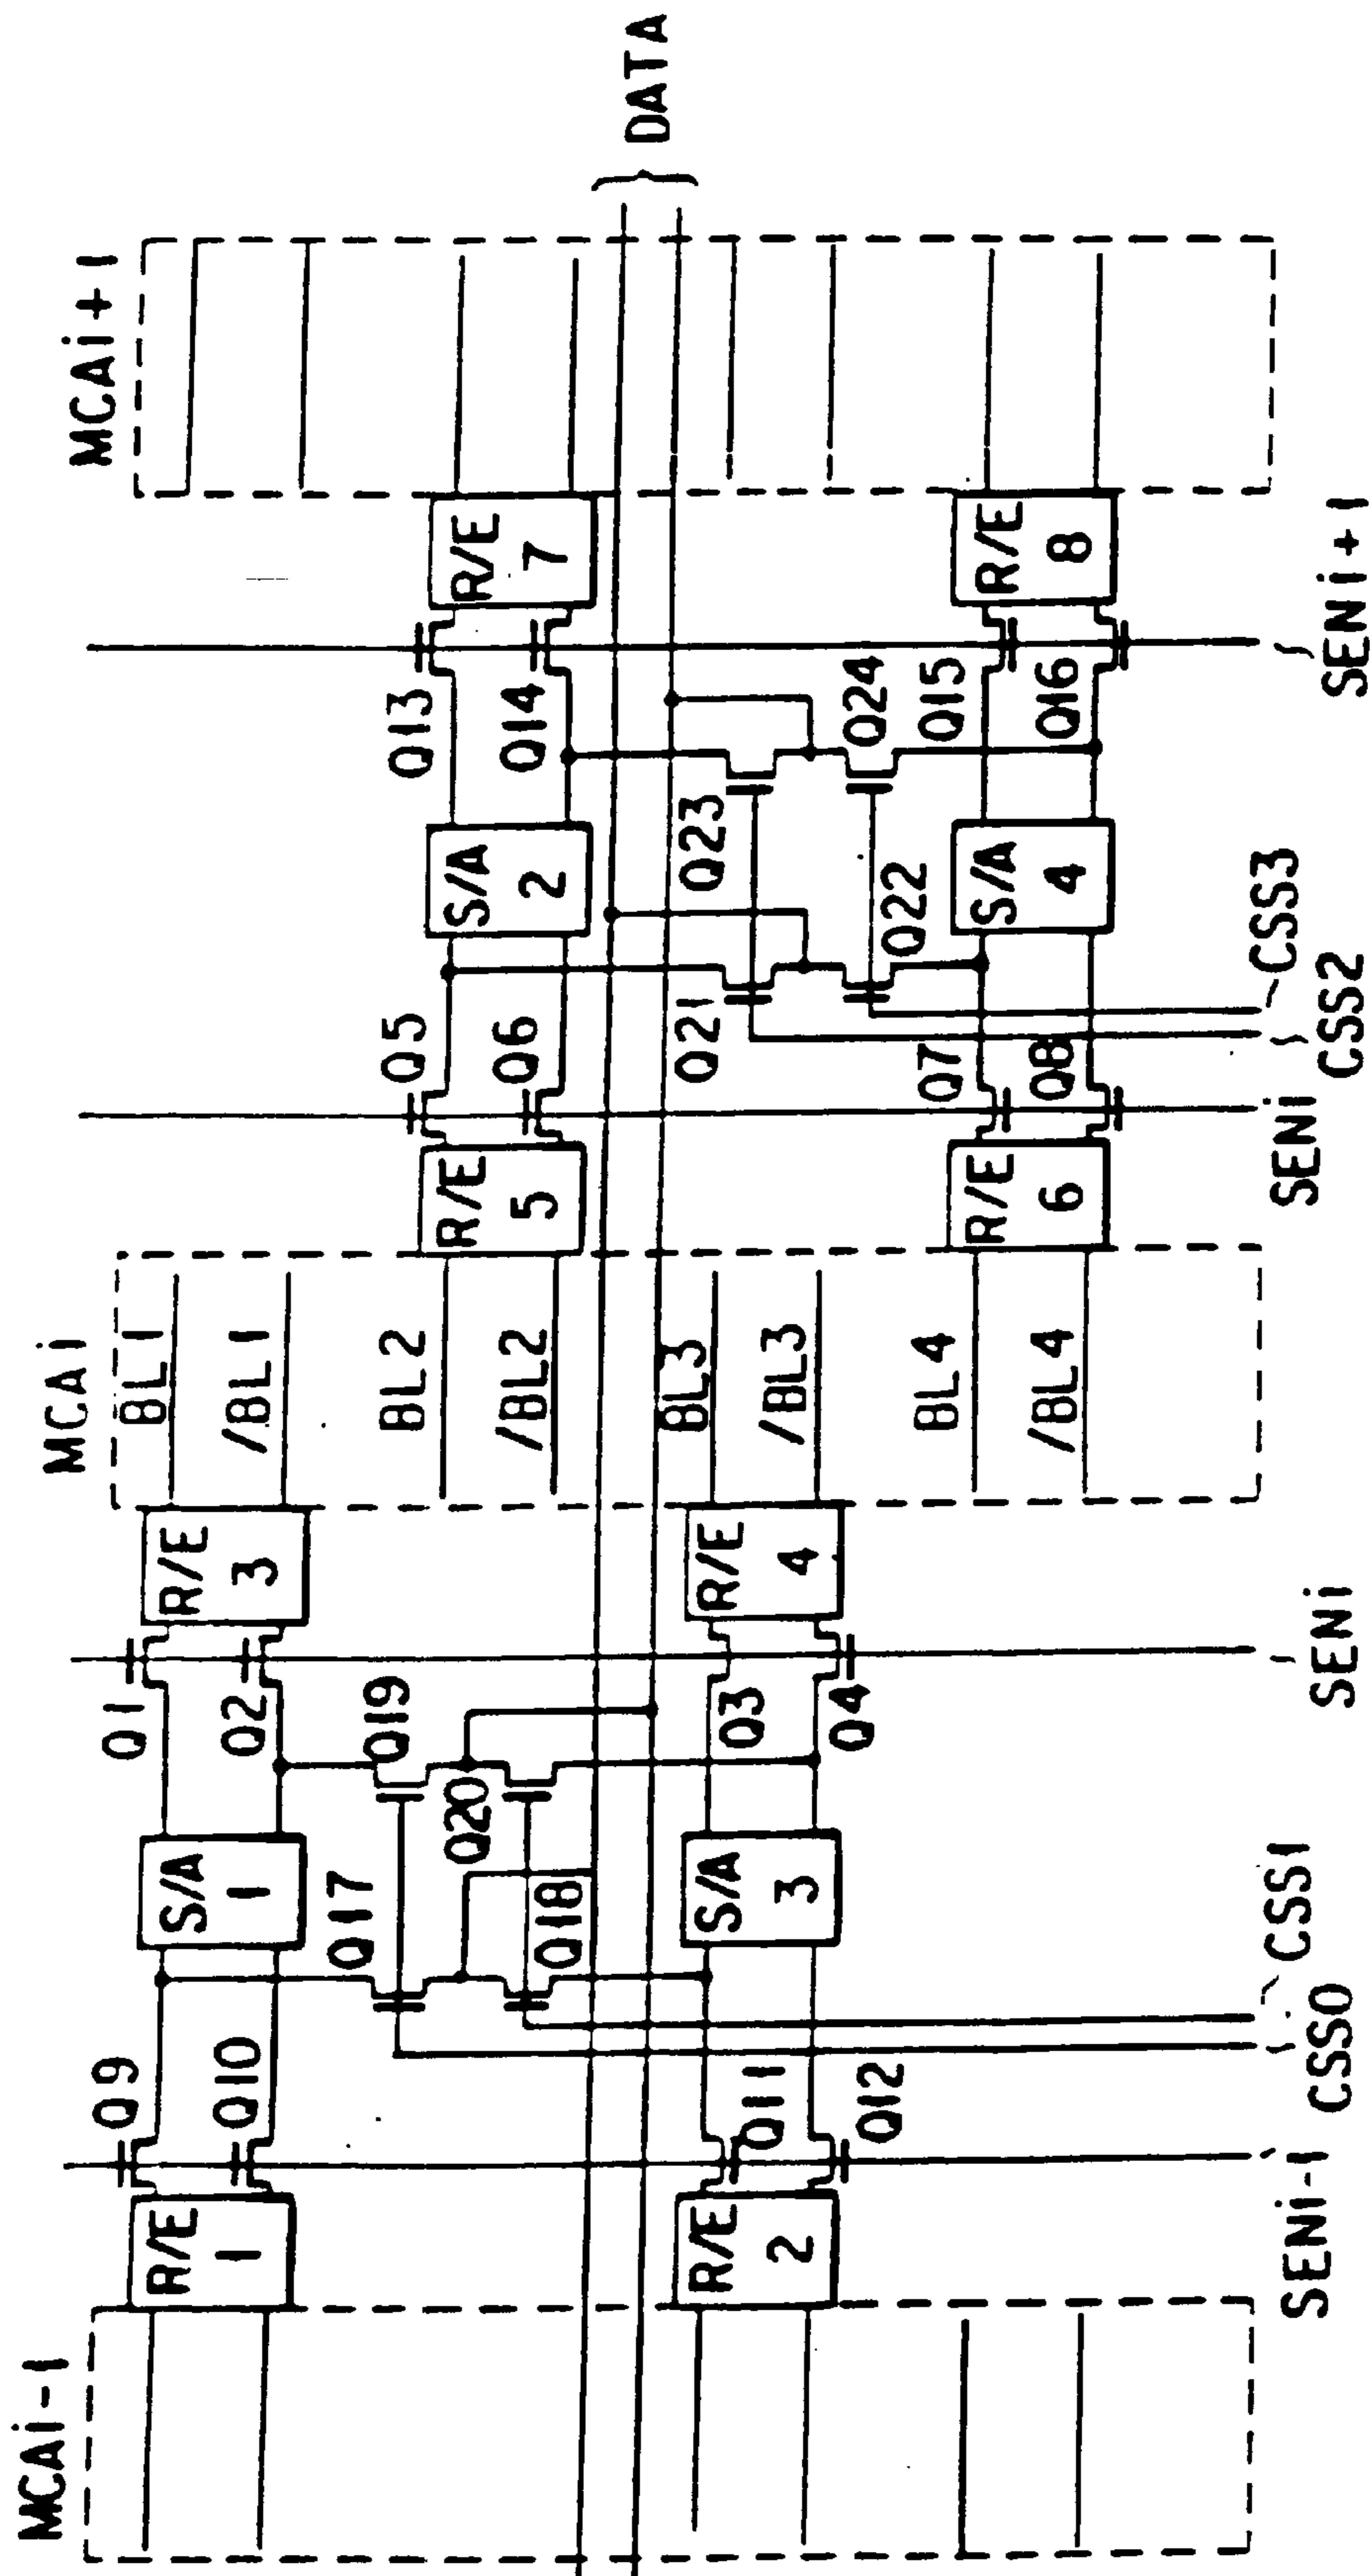 MCAi-1
MCAi
MCAi+1
R/E
1
Q9
Q10
S/A
1
Q1
Q2
R/E
3
BL1
/BL1
Q17
Q19
Q20
Q18
BL2
/BL2
R/E
5
Q5
Q6
S/A
2
Q13
Q14
R/E
7
DATA
R/E
2
Q11
Q12
S/A
3
Q3
Q4
R/E
4
BL3
/BL3
Q21
Q23
Q22
Q24
BL4
/BL4
R/E
6
Q7
Q8
S/A
4
Q15
Q16
R/E
8
SENi-1
CSS0
CSS1
SENi
SENi
CSS2
CSS3
SENi+1